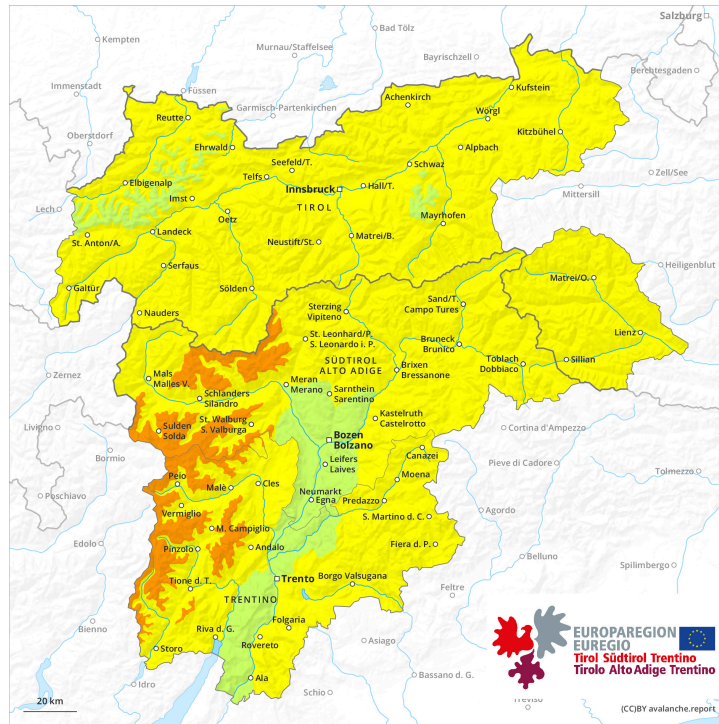 Salzburg
Bad Tölz
Kempten
Murnau/Staffelsee
Bayrischzell
Berchtesgaden
Immenstadt
Füssen
Kufstein
Garmisch-Partenkirchen
Achenkirch
Reutte
Wörgl
Oberstdorf
Ehrwald
Kitzbühel
Seefeld/T.
Schwaz
Alpbach
Telfs
Zell/See
Elbigenalp
Innsbruck
Hall/T.
Mittersill
Imst
TIROL
Lech
Oetz
Mayrhofen
St. Anton/A.
Landeck
Neustift/St.
Matrei/B.
Heiligenblut
Serfaus
Matrei/O.
Galtür
Sölden
Sand/T.
Campo Tures
Nauders
Sterzing
Vipiteno
Lienz
St. Leonhard/P.
S. Leonardo i. P.
Bruneck
Brunico
SÜDTIROL
ALTO ADIGE
Toblach
Dobbiaco
Sillian
Zernez
Mals
Malles V.
Meran
Merano
Brixen
Bressanone
Schlanders
Silandro
Sarnthein
Sarentino
Livigno
St. Walburg
S. Valburga
Kastelruth
Castelrotto
Sulden
Solda
Bozen
Bolzano
Cortina d'Ampezzo
Bormio
Canazei
Leifers
Laives
Pieve di Cadore
Tolmezzo
Peio
Moena
Poschiavo
Malè
Cles
Neumarkt
Egna
Predazzo
Vermiglio
Agordo
S. Martino d. C.
M. Campiglio
Edolo
Pinzolo
Andalo
Fiera d. P.
Belluno
Spilimbergo
Tione d. T.
Trento
Borgo Valsugana
Feltre
TRENTINO
Bienno
Folgaria
Riva d. G.
EUROPAREGION
EUREGIO
Storo
Rovereto
Asiago
Tirol Südtirol Trentino
Tirolo Alto Adige Trentino
Ala
Bassano d. G.
Idro
Schio
Treviso
20 km
(CC)BY avalanche.report